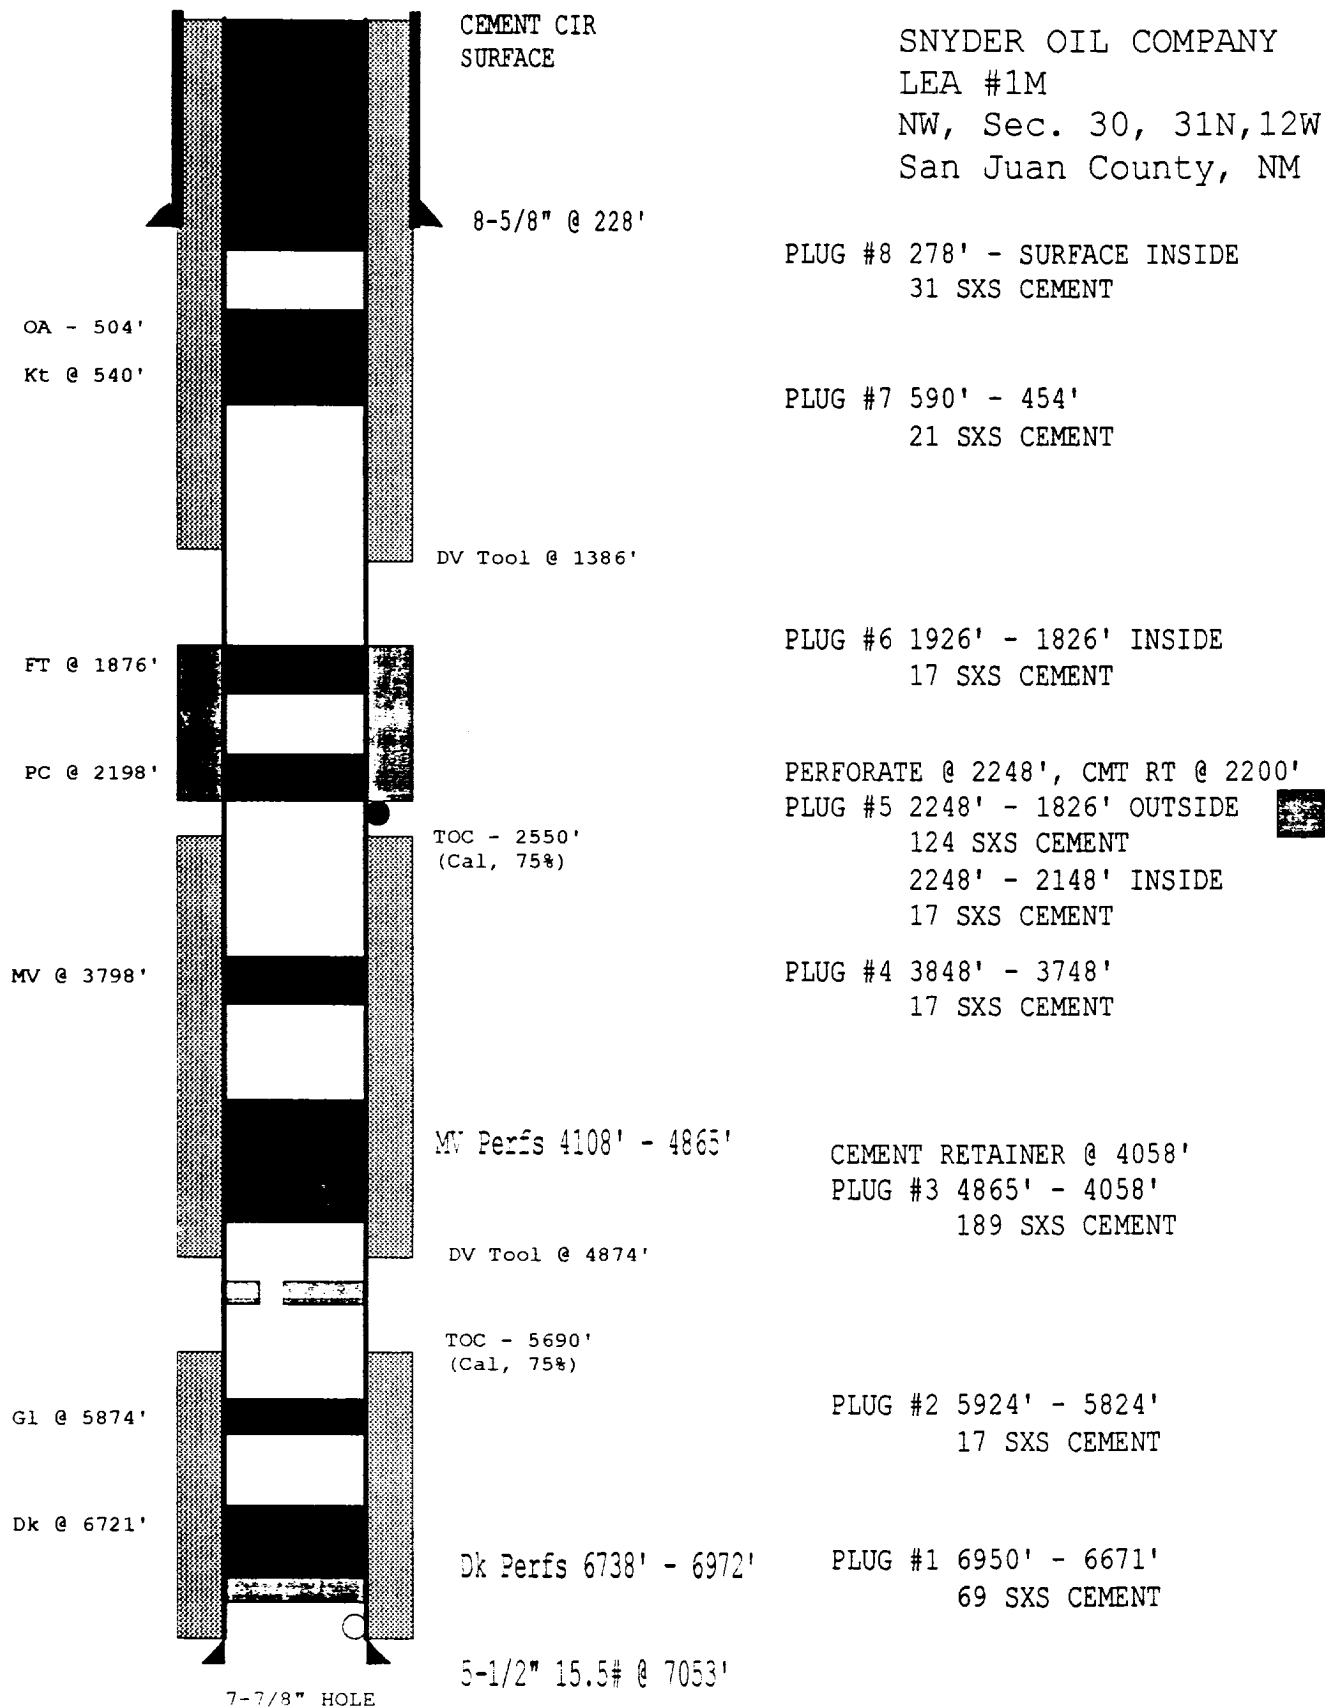 CEMENT CIR
SURFACE
SNYDER OIL COMPANY
LEA #1M
NW, Sec. 30, 31N,12W
San Juan County, NM
8-5/8" @ 228'
PLUG #8 278' - SURFACE INSIDE
31 SXS CEMENT
OA - 504'
Kt @ 540'
PLUG #7 590' - 454'
21 SXS CEMENT
DV Tool @ 1386'
PLUG #6 1926' - 1826' INSIDE
17 SXS CEMENT
FT @ 1876'
PC @ 2198'
PERFORATE @ 2248', CMT RT @ 2200'
PLUG #5 2248' - 1826' OUTSIDE
124 SXS CEMENT
2248' - 2148' INSIDE
17 SXS CEMENT
TOC - 2550'
(Cal, 75%)
MV @ 3798'
PLUG #4 3848' - 3748'
17 SXS CEMENT
MV Perfs 4108' - 4865'
CEMENT RETAINER @ 4058'
PLUG #3 4865' - 4058'
189 SXS CEMENT
DV Tool @ 4874'
TOC - 5690'
(Cal, 75%)
Gl @ 5874'
PLUG #2 5924' - 5824'
17 SXS CEMENT
Dk @ 6721'
Dk Perfs 6738' - 6972'
PLUG #1 6950' - 6671'
69 SXS CEMENT
5-1/2" 15.5# @ 7053'
7-7/8" HOLE